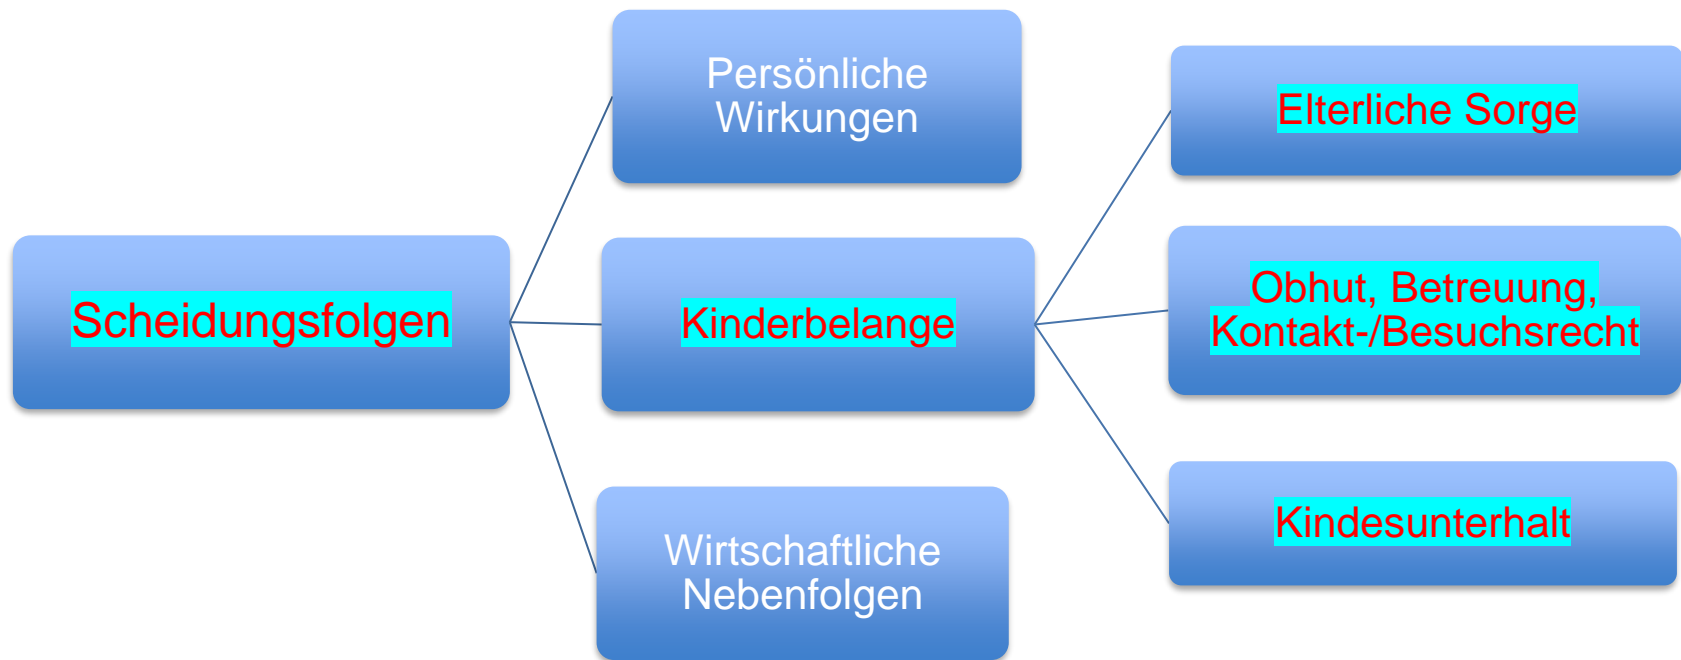 Scheidungsfolgen
Persönliche
Wirkungen
Kinderbelange
Wirtschaftliche
Nebenfolgen
Elterliche Sorge
Obhut, Betreuung,
Kontakt-/Besuchsrecht
Kindesunterhalt